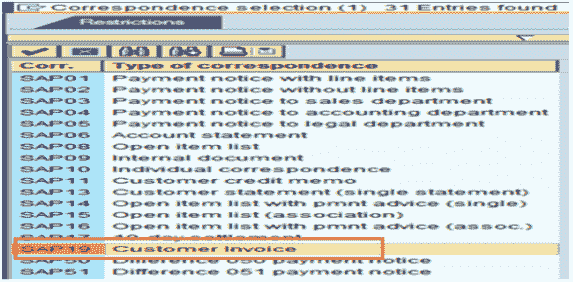 Correspondence selection (1) 31 Entries found
Restrictions
Corr. Type of correspondence
SAP01 Payment notice with line items
SAP02 Payment notice without line items
SAP03 Payment notice to sales department
SAP04 Payment notice to accounting department
SAP05 Payment notice to legal department
SAP06 Account statement
SAP08 Open item list
SAP09 Internal document
SAP10 Individual correspondence
SAP11 Customer credit memo
SAP13 Customer statement (single statement)
SAP14 Open item list with pmnt advice (single)
SAP15 Open item list (association)
SAP16 Open item list with pmnt advice (assoc.)
SAP19 Customer Invoice
SAP50 Difference 050 payment notice
SAP51 Difference 051 payment notice